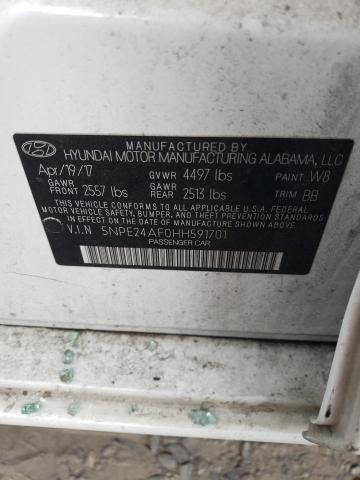 MANUFACTURED BY
HYUNDAI MOTOR MANUFACTURING ALABAMA, LLC
Apr/19/17 GVWR 4497 lbs PAINT W8
GAWR FRONT 2557 lbs GAWR REAR 2513 lbs TRIM BB
THIS VEHICLE CONFORMS TO ALL APPLICABLE U.S.A FEDERAL
MOTOR VEHICLE SAFETY, BUMPER, AND THEFT PREVENTION STANDARDS
IN EFFECT ON THE DATE OF MANUFACTURE SHOWN ABOVE.
V.I.N 5NPE24AF0HH591701
PASSENGER CAR